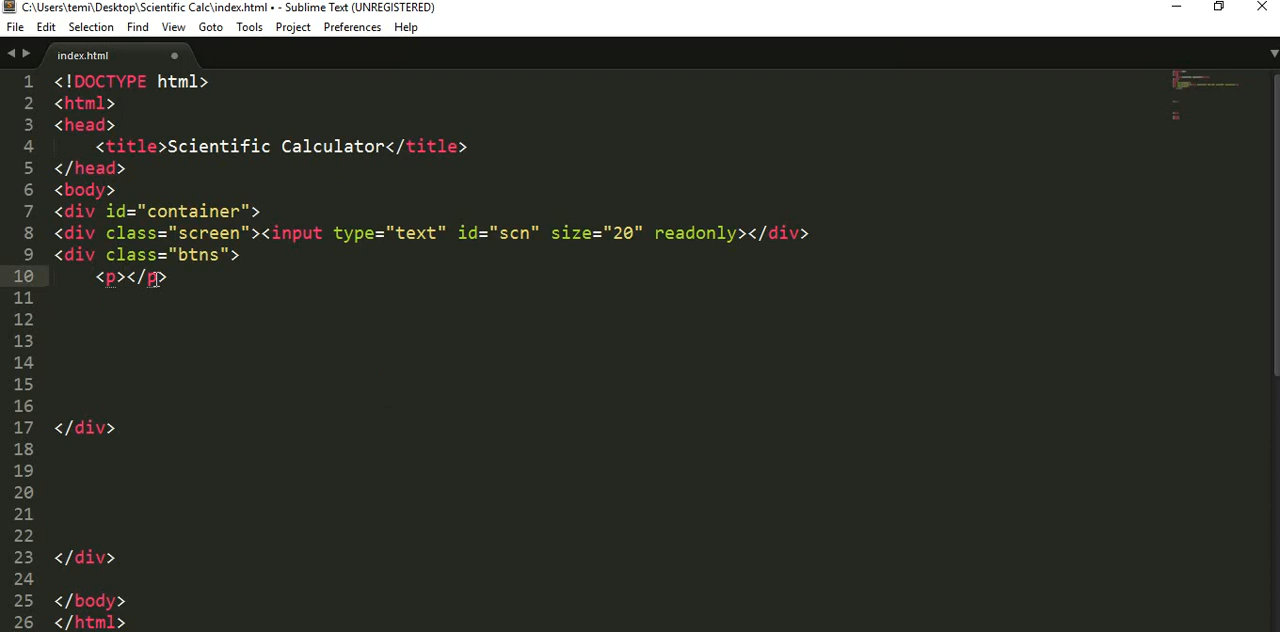 C:\Users\temi\Desktop\Scientific Calc\index.html • - Sublime Text (UNREGISTERED)
File Edit Selection Find View Goto Tools Project Preferences Help
index.html
1 <!DOCTYPE html>
2 <html>
3 <head>
4 <title>Scientific Calculator</title>
5 </head>
6 <body>
7 <div id="container">
8 <div class="screen"><input type="text" id="scn" size="20" readonly></div>
9 <div class="btns">
10 <p></p>
11
12
13
14
15
16
17 </div>
18
19
20
21
22
23 </div>
24
25 </body>
26 </html>